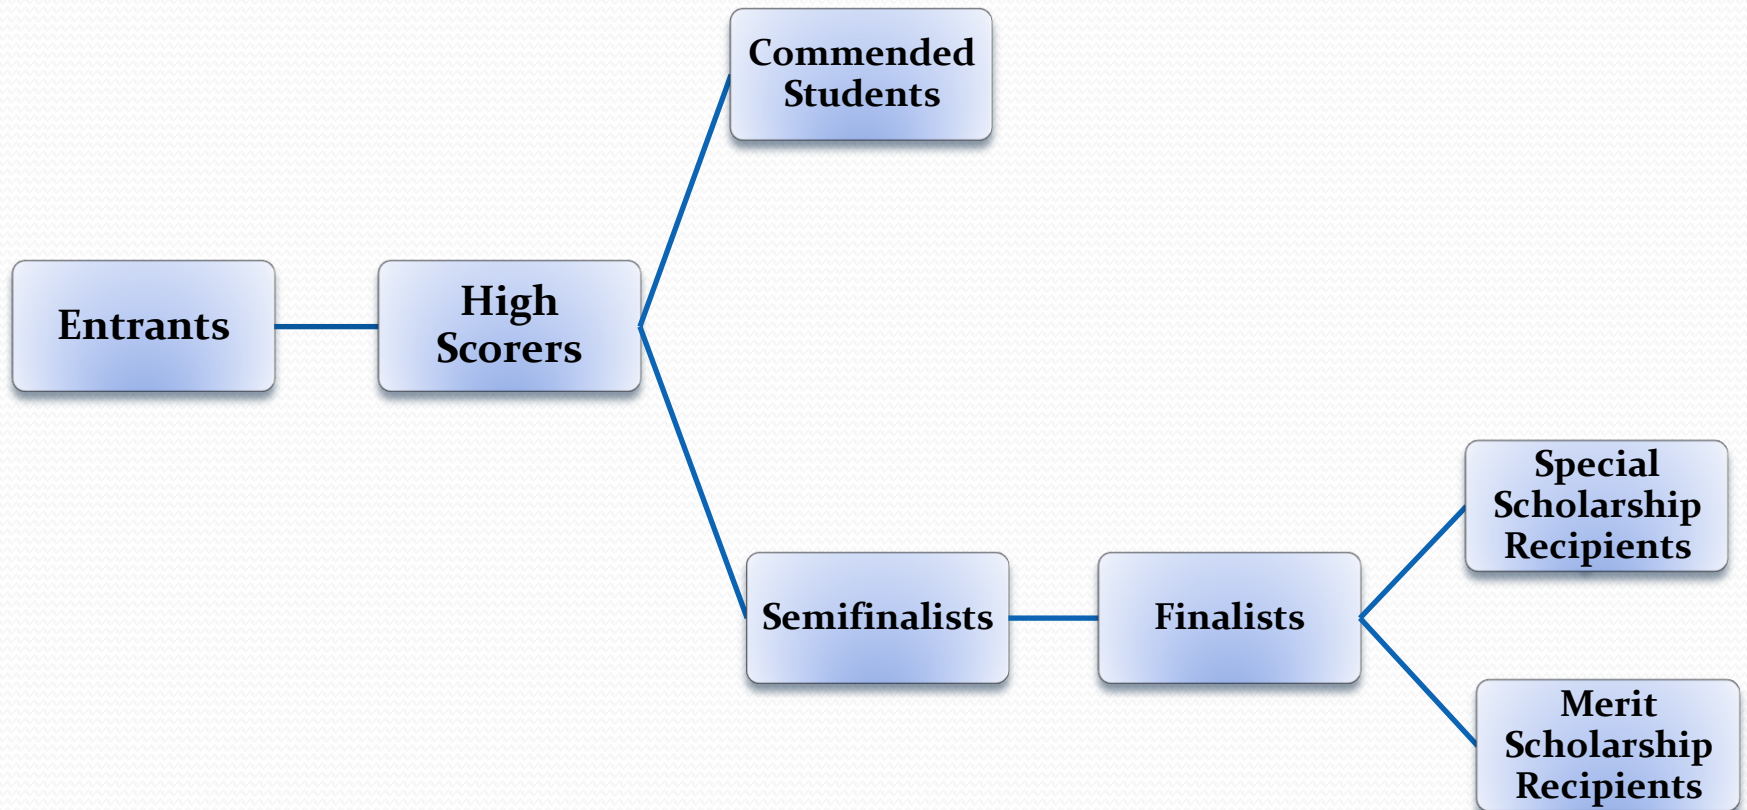 Commended
Students
Entrants
High
Scorers
Special
Scholarship
Recipients
Semifinalists
Finalists
Merit
Scholarship
Recipients